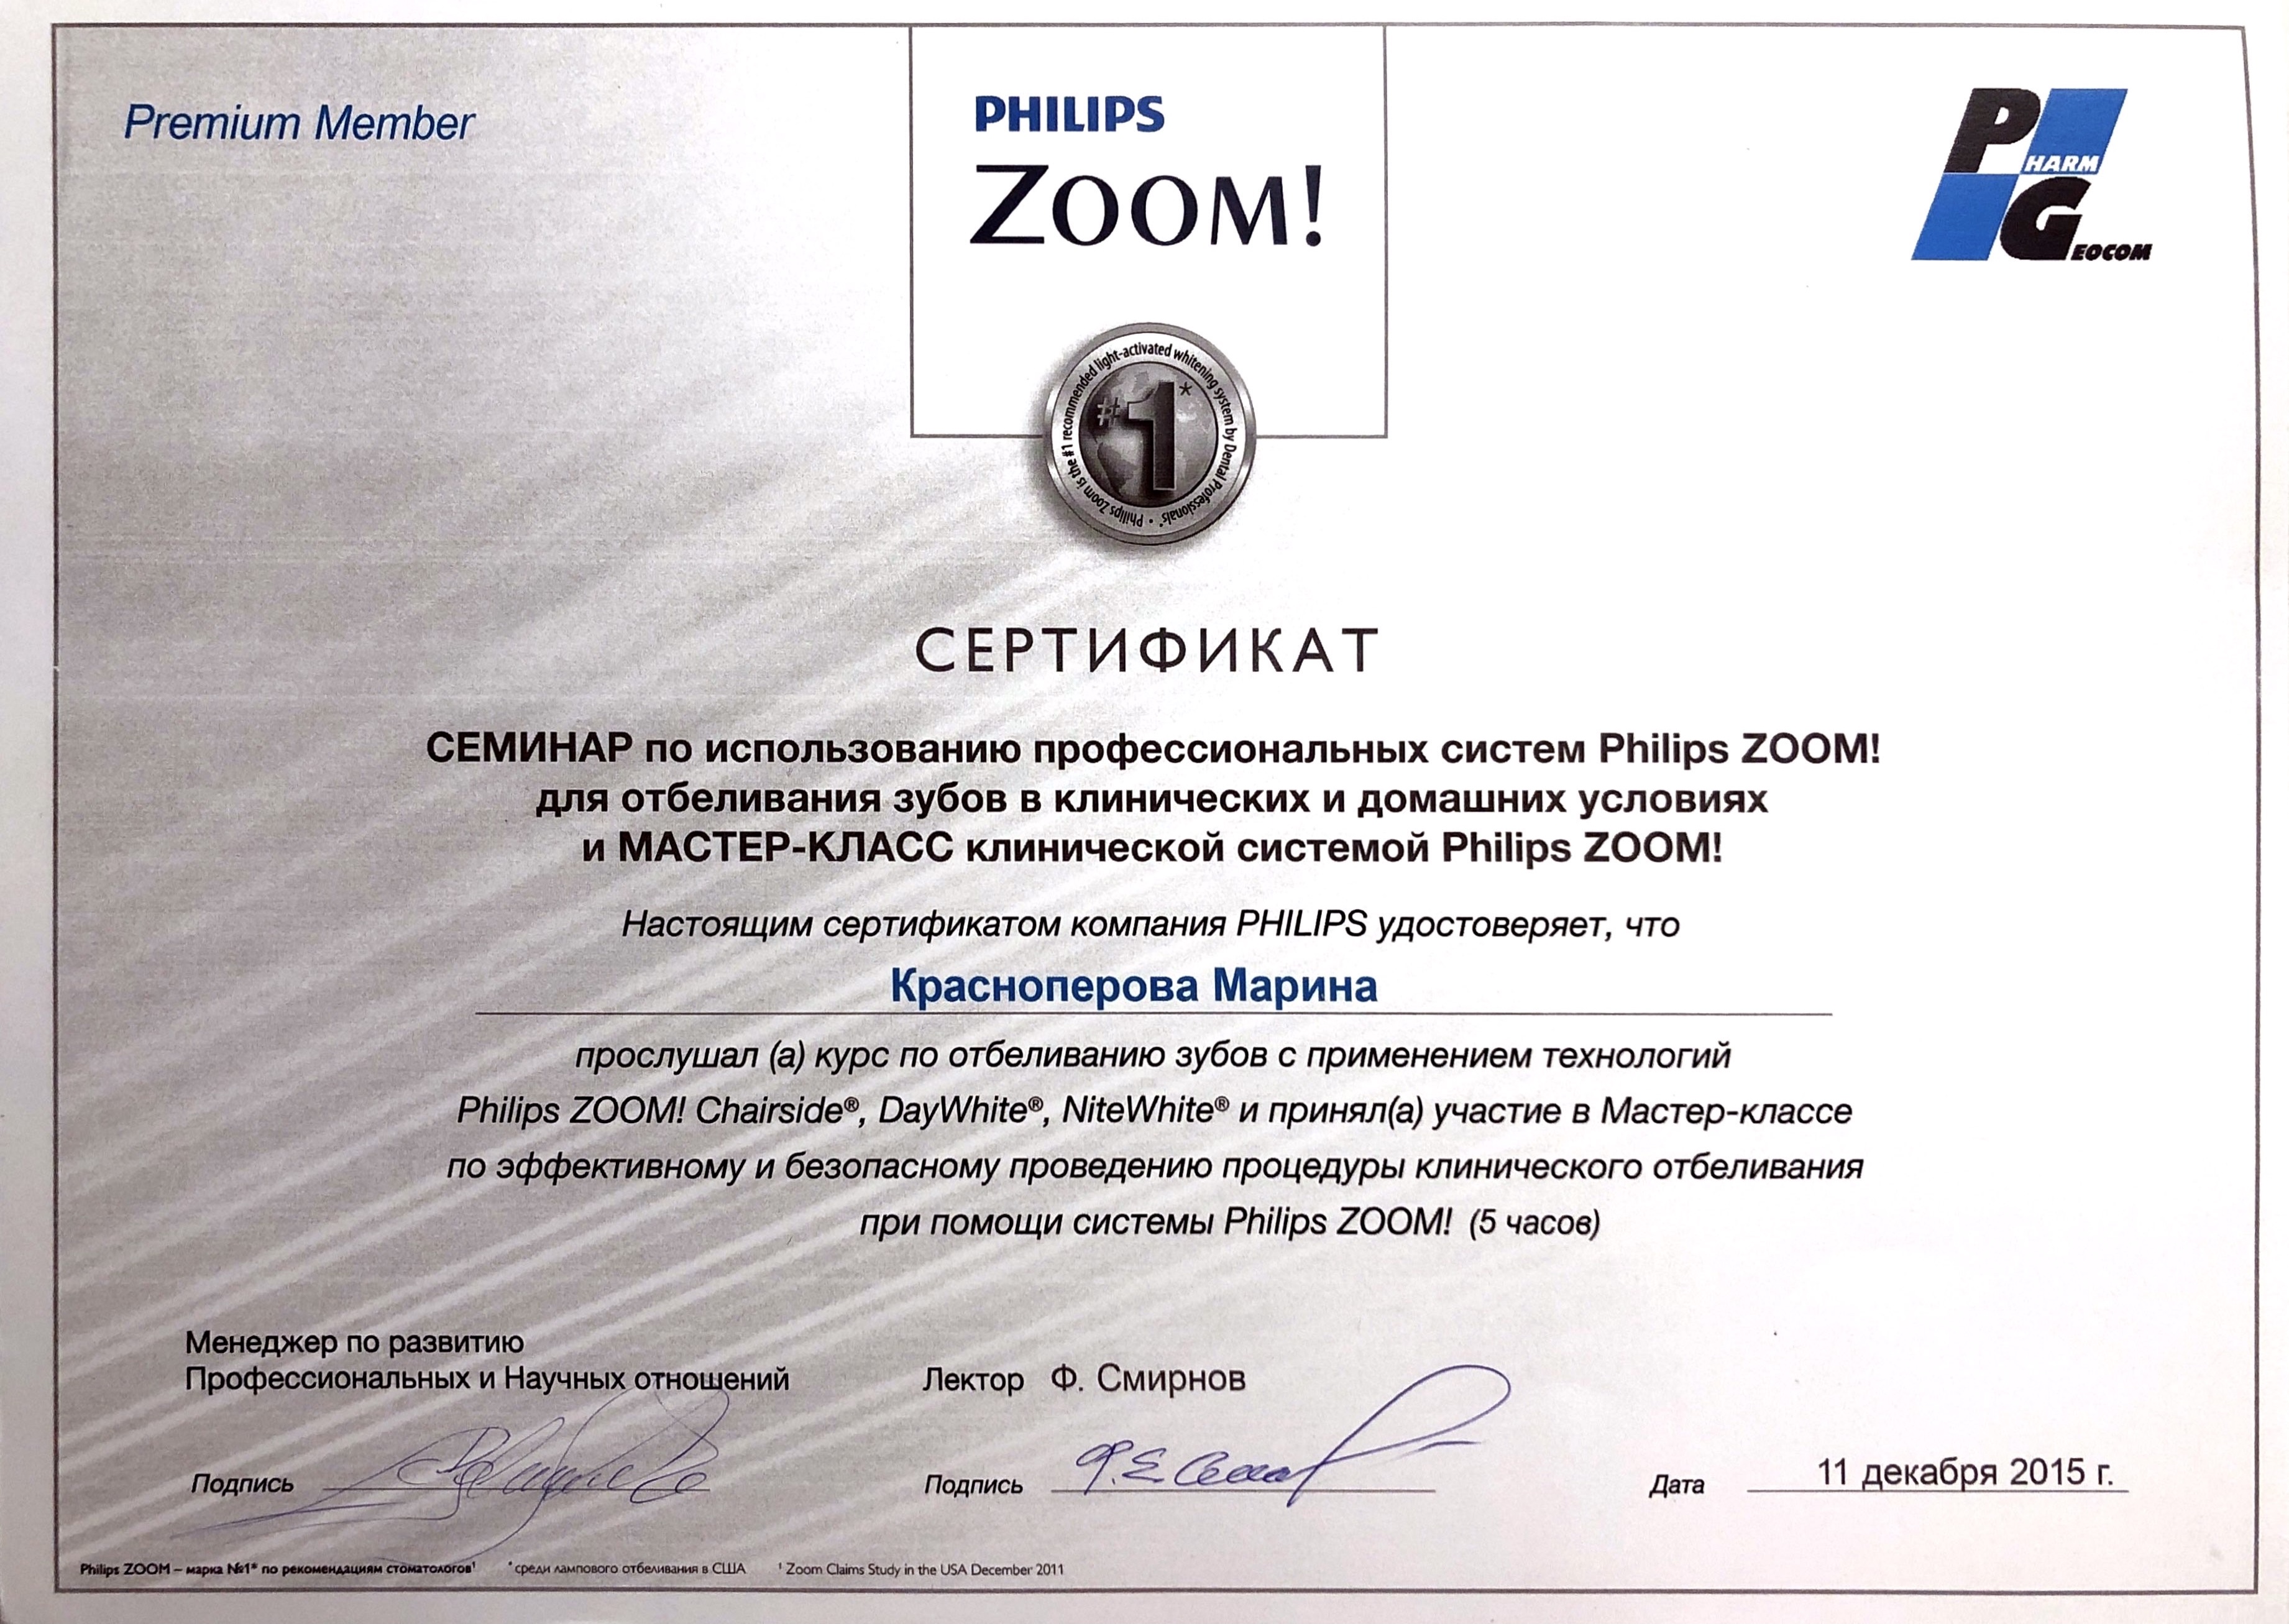 Premium Member
PHILIPS
ZOOM!
PHARM
GEOCOM
Philips Zoom is the #1 recommended light-activated whitening system by Dental Professionals* •
#1*
СЕРТИФИКАТ
СЕМИНАР по использованию профессиональных систем Philips ZOOM!
для отбеливания зубов в клинических и домашних условиях
и МАСТЕР-КЛАСС клинической системой Philips ZOOM!
Настоящим сертификатом компания PHILIPS удостоверяет, что
Красноперова Марина
прослушал (а) курс по отбеливанию зубов с применением технологий
Philips ZOOM! Chairside®, DayWhite®, NiteWhite® и принял(а) участие в Мастер-классе
по эффективному и безопасному проведению процедуры клинического отбеливания
при помощи системы Philips ZOOM! (5 часов)
Менеджер по развитию
Профессиональных и Научных отношений
Лектор Ф. Смирнов
Подпись
Подпись
Дата 11 декабря 2015 г.
Philips ZOOM – марка №1* по рекомендациям стоматологов¹ *среди лампового отбеливания в США ¹ Zoom Claims Study in the USA December 2011